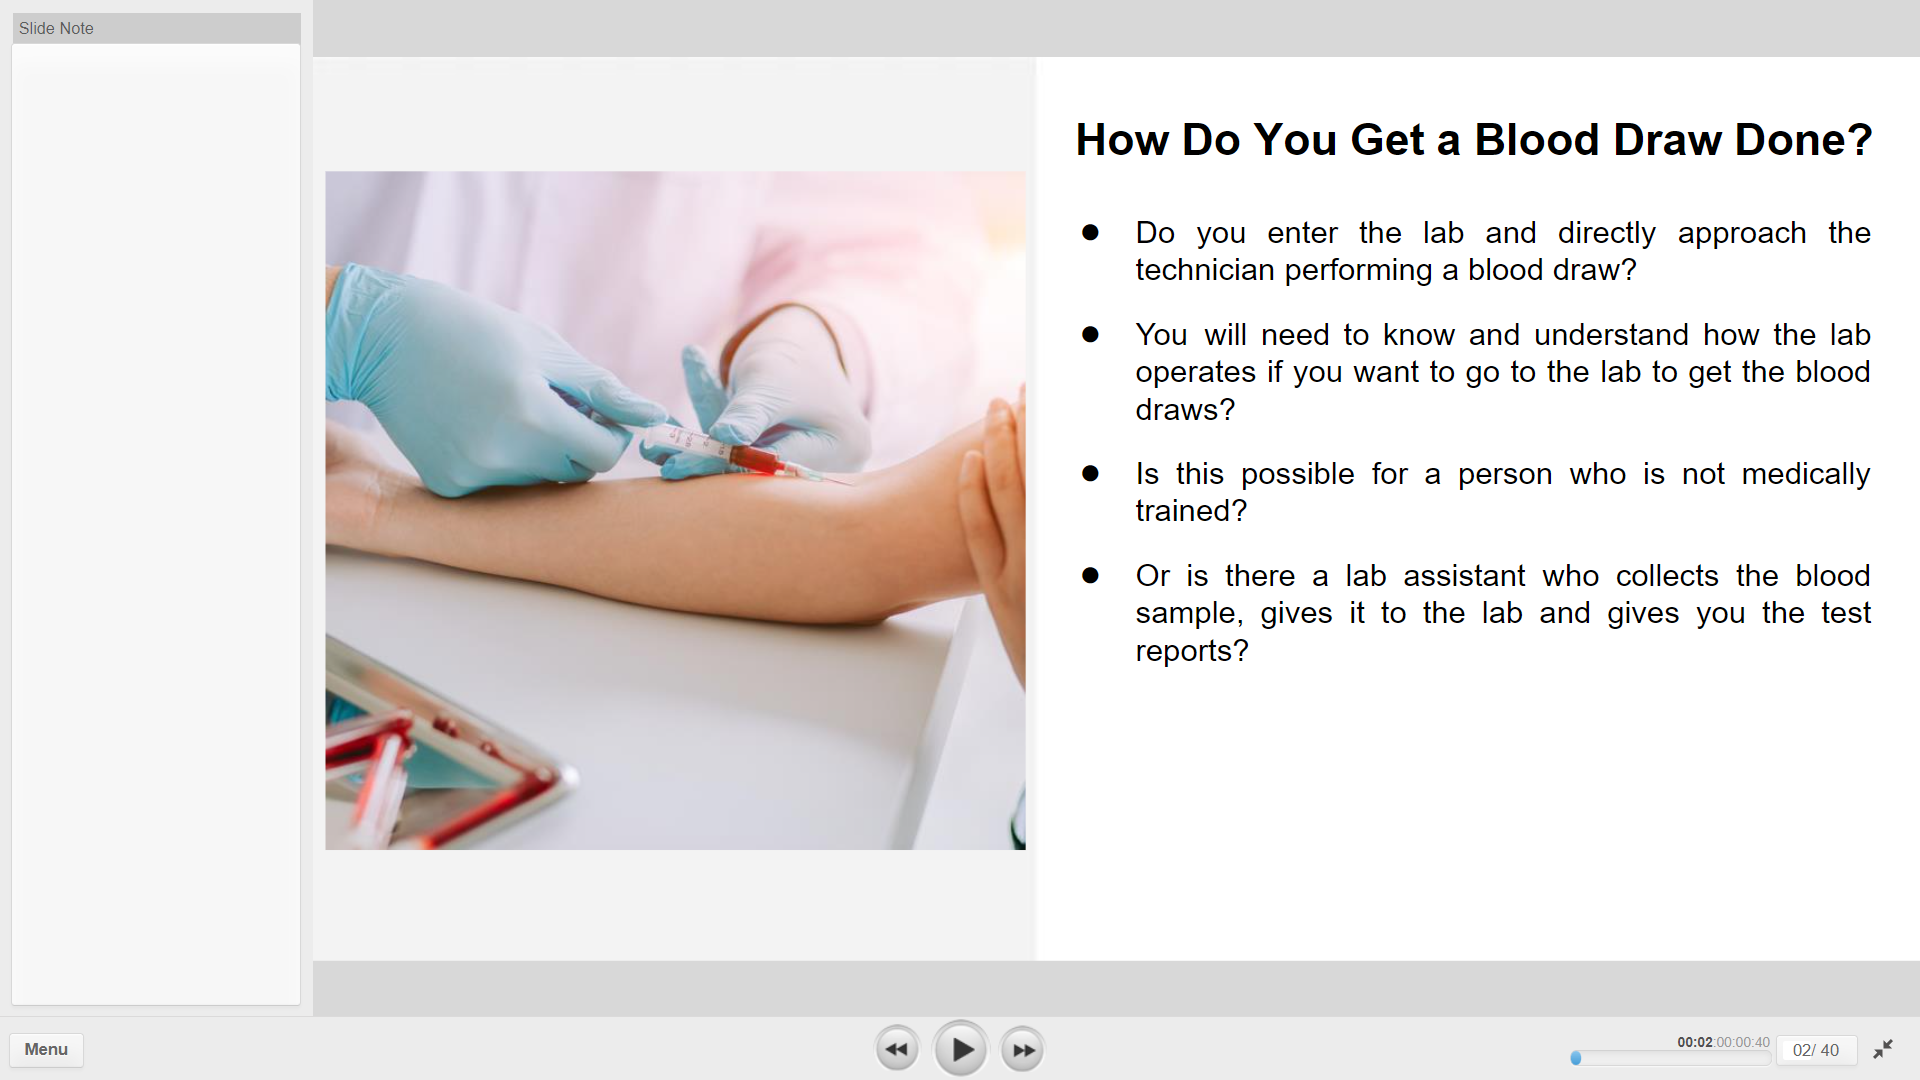 Slide Note
How Do You Get a Blood Draw Done?
● Do you enter the lab and directly approach the
technician performing a blood draw?
● You will need to know and understand how the lab
operates if you want to go to the lab to get the blood
draws?
● Is this possible for a person who is not medically
trained?
● Or is there a lab assistant who collects the blood
sample, gives it to the lab and gives you the test
reports?
Menu
00:02:00:00:40
02/ 40